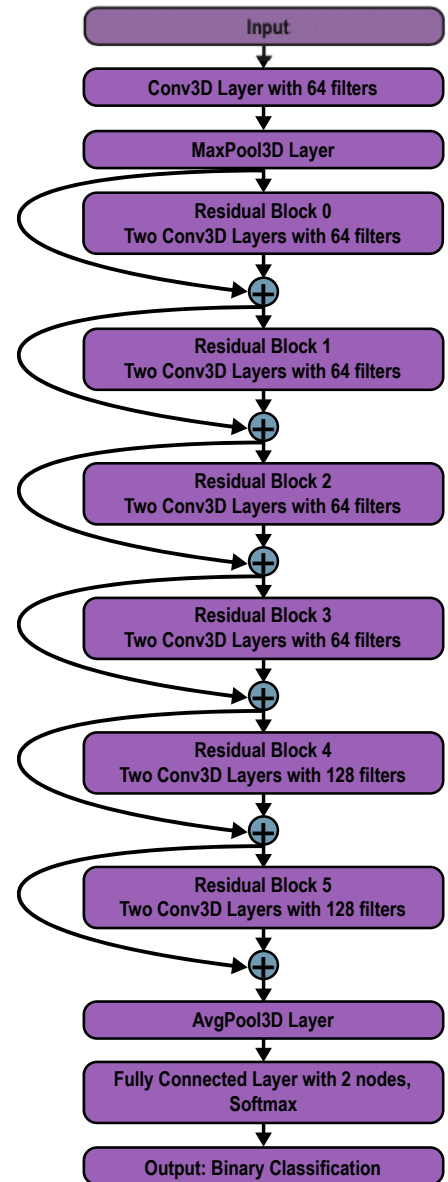 Input
Conv3D Layer with 64 filters
MaxPool3D Layer
Residual Block 0
Two Conv3D Layers with 64 filters
+
Residual Block 1
Two Conv3D Layers with 64 filters
+
Residual Block 2
Two Conv3D Layers with 64 filters
+
Residual Block 3
Two Conv3D Layers with 64 filters
+
Residual Block 4
Two Conv3D Layers with 128 filters
+
Residual Block 5
Two Conv3D Layers with 128 filters
+
AvgPool3D Layer
Fully Connected Layer with 2 nodes,
Softmax
Output: Binary Classification